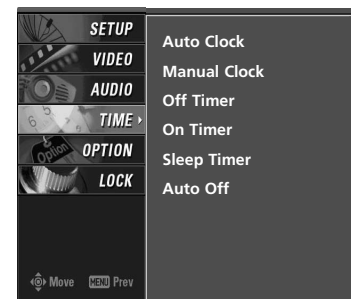 SETUP
VIDEO
AUDIO
TIME
OPTION
LOCK
Move MENU Prev
Auto Clock
Manual Clock
Off Timer
On Timer
Sleep Timer
Auto Off